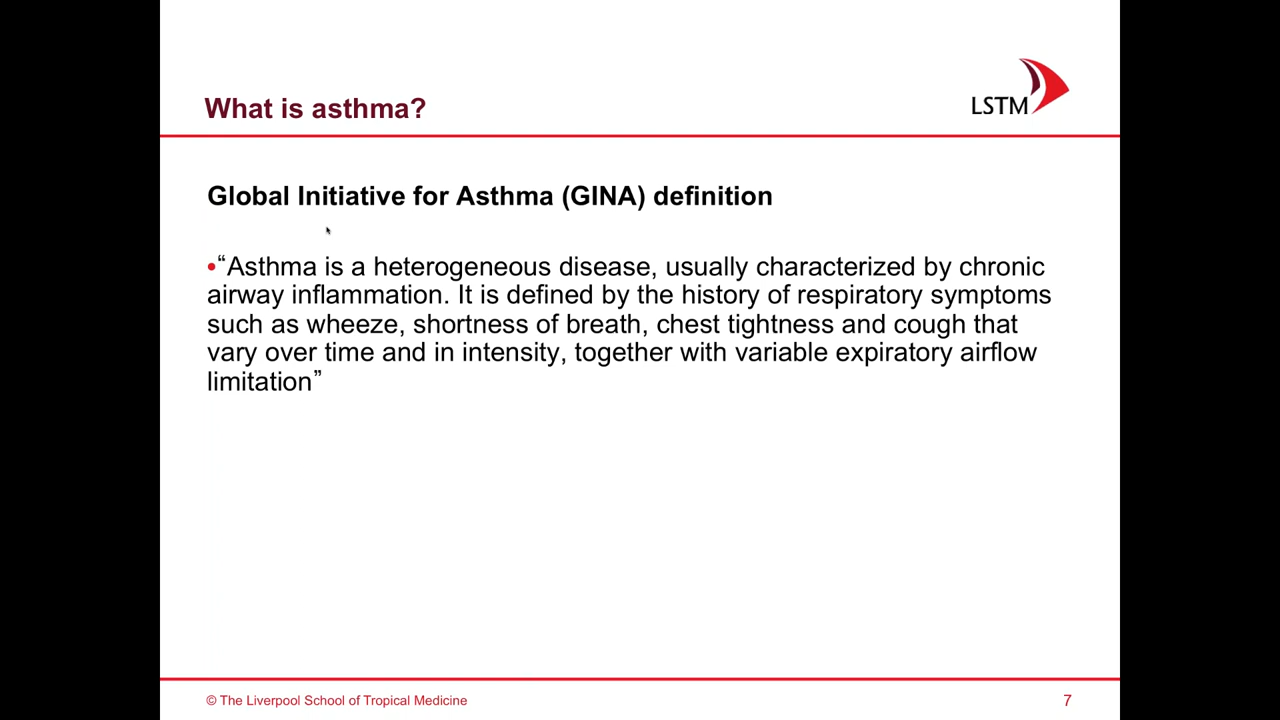 What is asthma?
LSTM
Global Initiative for Asthma (GINA) definition
•“Asthma is a heterogeneous disease, usually characterized by chronic
airway inflammation. It is defined by the history of respiratory symptoms
such as wheeze, shortness of breath, chest tightness and cough that
vary over time and in intensity, together with variable expiratory airflow
limitation”
© The Liverpool School of Tropical Medicine
7